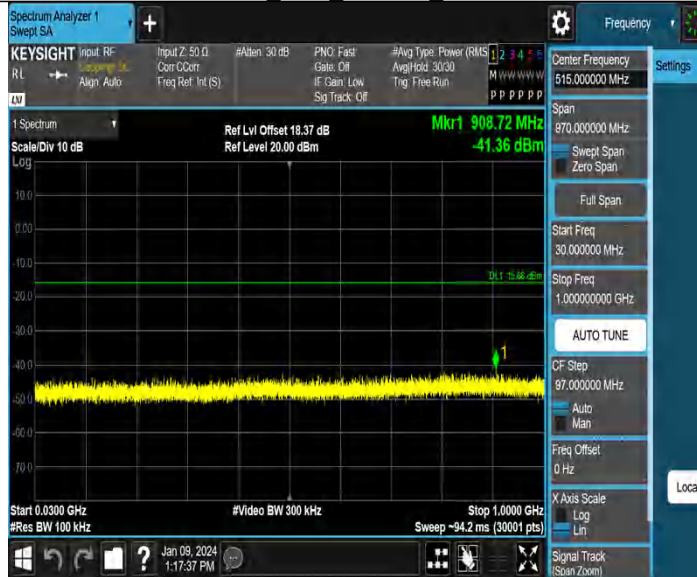 Spectrum Analyzer 1
Swept SA
+
Frequency
KEYSIGHT
Input: RF
Input Z: 50 Ω
#Atten: 30 dB
PNO: Fast
#Avg Type: Power (RMS)
1 2 3 4 5 6
RL
Align: Auto
Corr CCorr
Freq Ref: Int (S)
Gate: Off
IF Gain: Low
Sig Track: Off
Avg|Hold: 30/30
Trig: Free Run
M W W W W W
P P P P P P
LXI
Center Frequency
515.000000 MHz
Settings
Span
970.000000 MHz
Swept Span
Zero Span
Full Span
Start Freq
30.000000 MHz
Stop Freq
1.000000000 GHz
AUTO TUNE
CF Step
97.000000 MHz
Auto
Man
Freq Offset
0 Hz
X Axis Scale
Log
Lin
Signal Track
(Span Zoom)
Loca
1 Spectrum
Ref Lvl Offset 18.37 dB
Mkr1 908.72 MHz
Scale/Div 10 dB
Ref Level 20.00 dBm
-41.36 dBm
Log
10.0
0.00
-10.0
DL1 -15.66 dBm
-20.0
-30.0
1
-40.0
-50.0
-60.0
-70.0
Start 0.0300 GHz
#Video BW 300 kHz
Stop 1.0000 GHz
#Res BW 100 kHz
Sweep ~94.2 ms (30001 pts)
?
Jan 09, 2024
1:17:37 PM